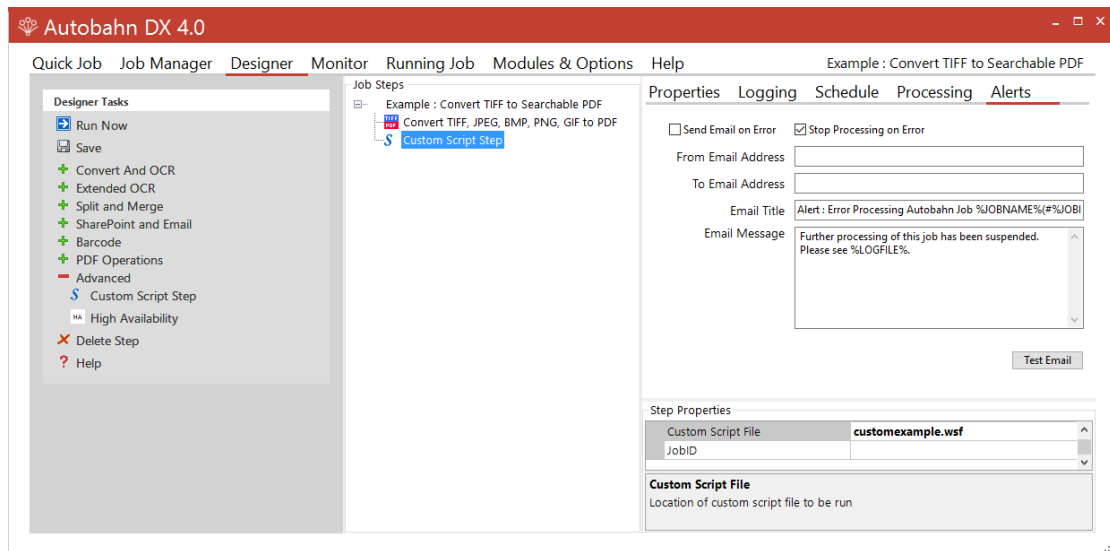 Autobahn DX 4.0
Quick Job Job Manager Designer Monitor Running Job Modules & Options Help Example : Convert TIFF to Searchable PDF
Designer Tasks
Run Now
Save
Convert And OCR
Extended OCR
Split and Merge
SharePoint and Email
Barcode
PDF Operations
Advanced
S Custom Script Step
HA High Availability
Delete Step
? Help
Job Steps
Example : Convert TIFF to Searchable PDF
TIFF PDF Convert TIFF, JPEG, BMP, PNG, GIF to PDF
S Custom Script Step
Properties Logging Schedule Processing Alerts
Send Email on Error Stop Processing on Error
From Email Address
To Email Address
Email Title Alert : Error Processing Autobahn Job %JOBNAME%(#%JOBI
Email Message Further processing of this job has been suspended.
Please see %LOGFILE%.
Test Email
Step Properties
Custom Script File customexample.wsf
JobID
Custom Script File
Location of custom script file to be run